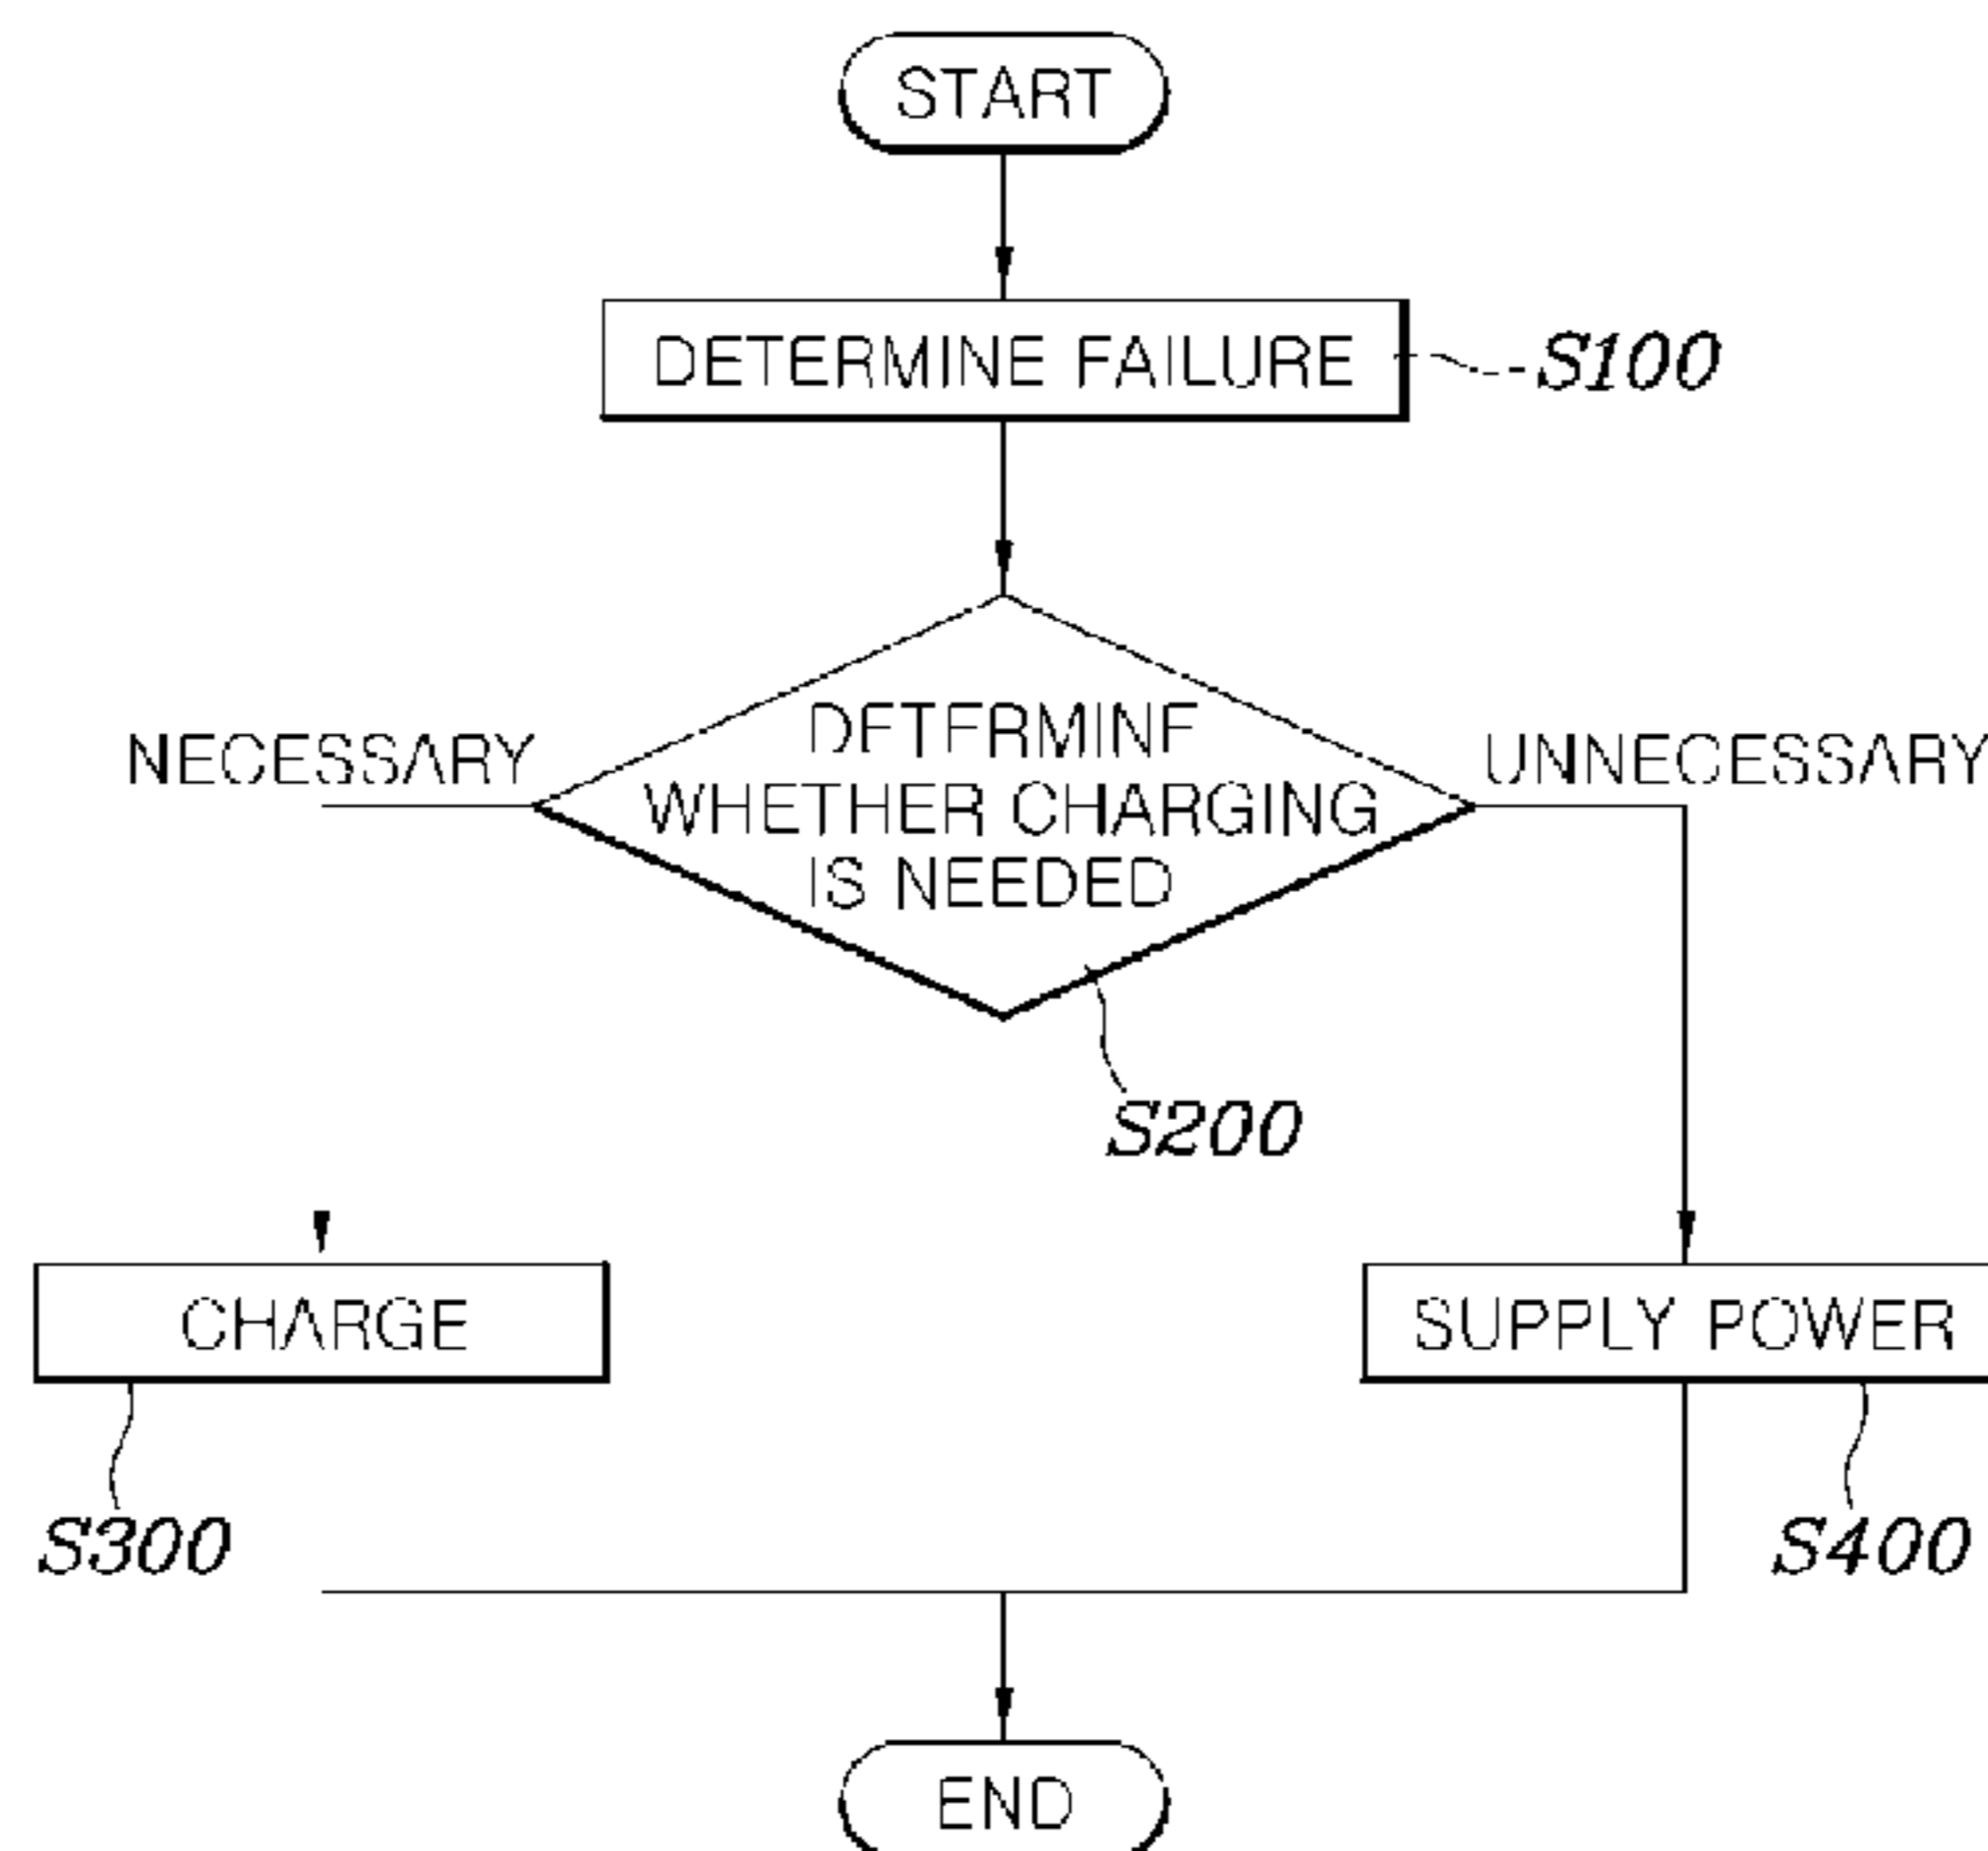 START
DETERMINE FAILURE
S100
DETERMINE
WHETHER CHARGING
IS NEEDED
NECESSARY
UNNECESSARY
S200
CHARGE
SUPPLY POWER
S300
S400
END